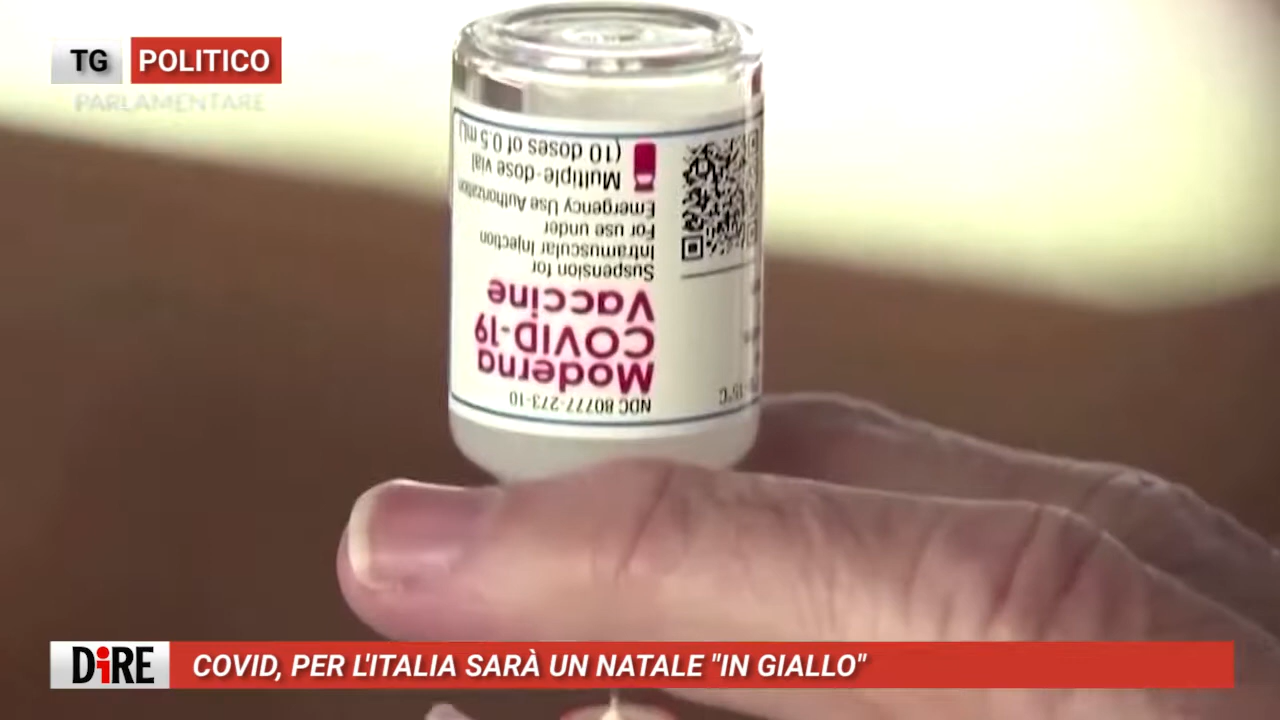 TG POLITICO
PARLAMENTARE
(10 doses of 0.5 mL)
Multiple-dose vial
Emergency Use Authorization
For use under
Intramuscular Injection
Suspension for
Vaccine
COVID-19
Moderna
NDC 80777-273-10
-15°C
DiRE COVID, PER L'ITALIA SARÀ UN NATALE "IN GIALLO"